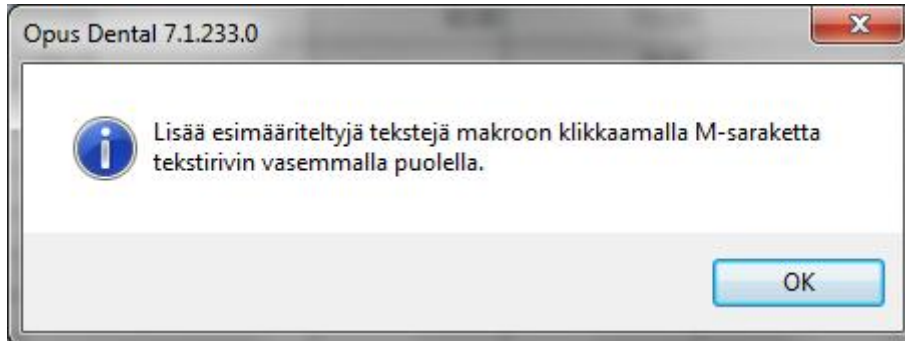 Opus Dental 7.1.233.0
Lisää esimääriteltyjä tekstejä makroon klikkaamalla M-saraketta
tekstirivin vasemmalla puolella.
OK